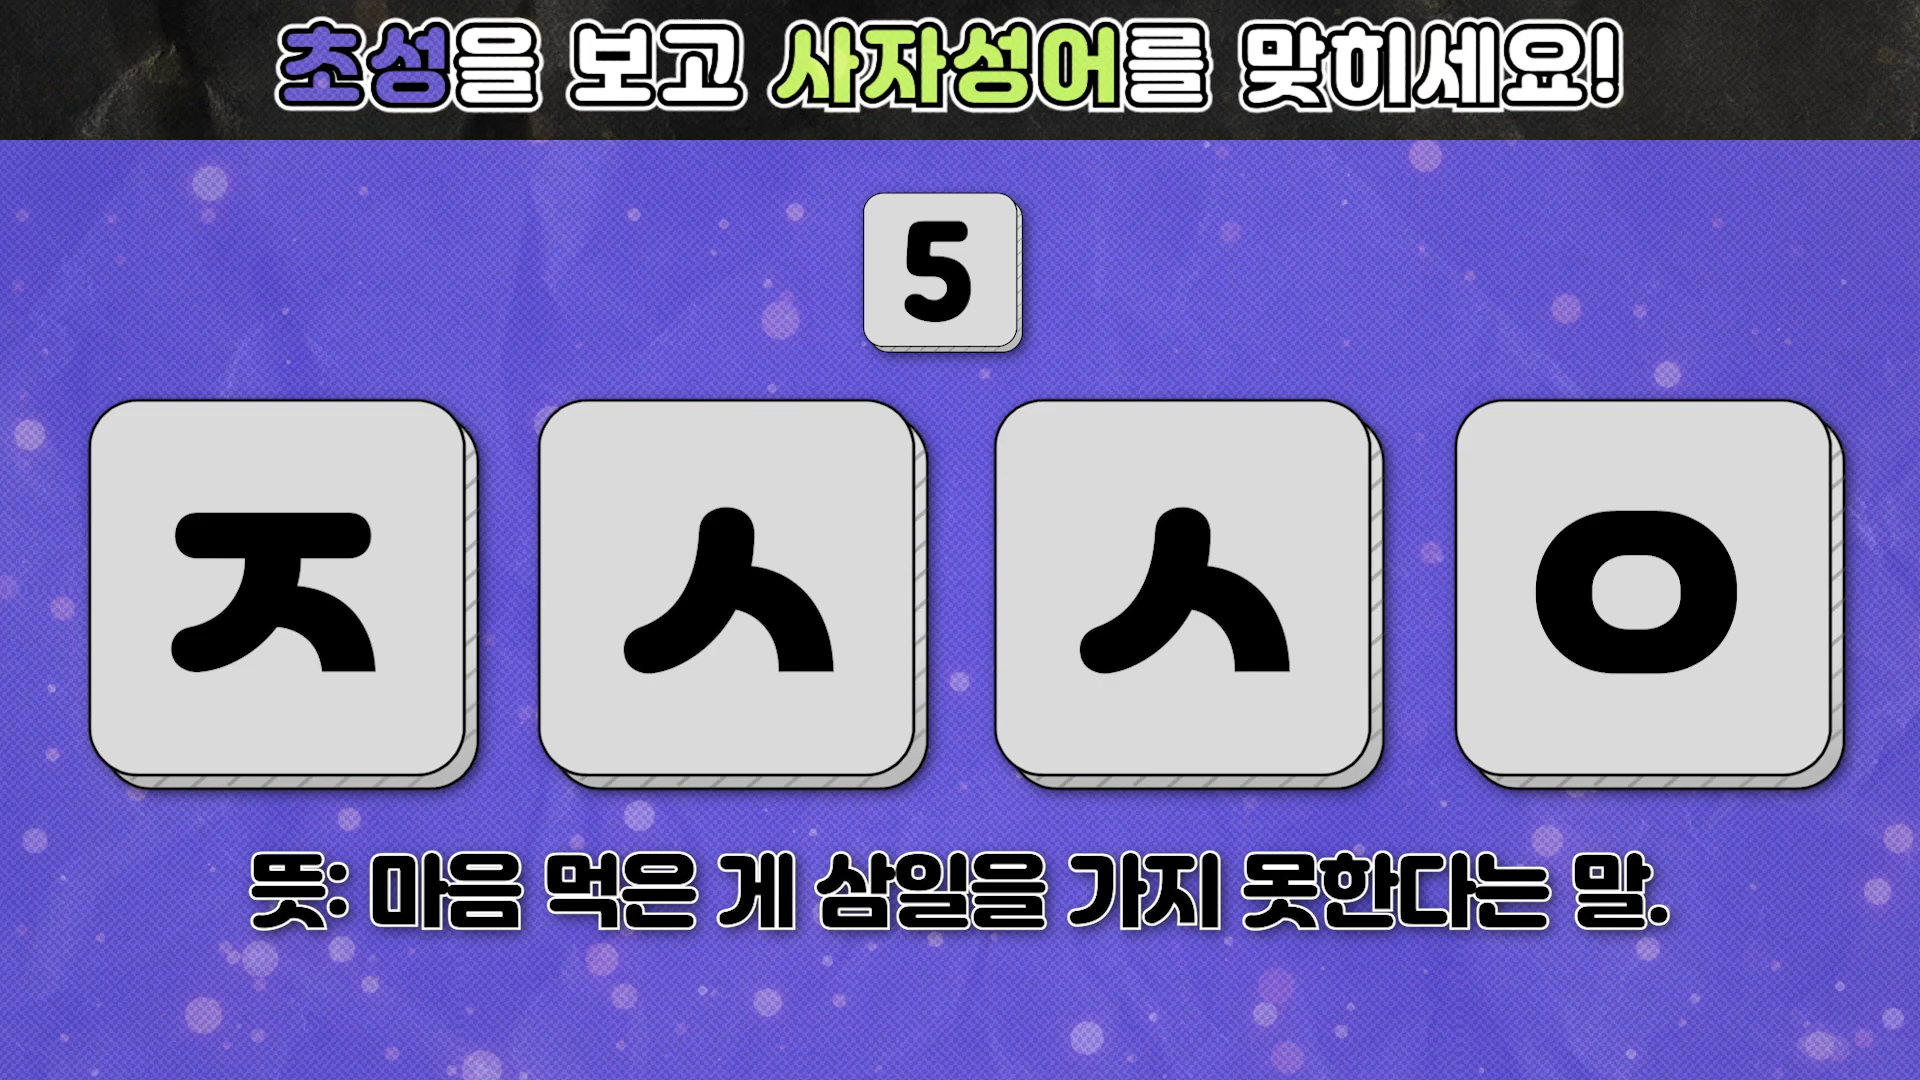 초성을 보고 사자성어를 맞히세요!
5
ㅈ ㅅ ㅅ ㅇ
뜻: 마음 먹은 게 삼일을 가지 못한다는 말.